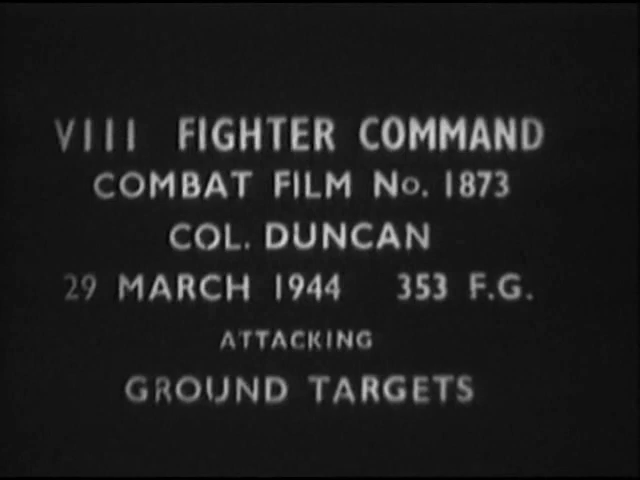 VIII FIGHTER COMMAND
COMBAT FILM No. 1873
COL. DUNCAN
29 MARCH 1944 353 F.G.
ATTACKING
GROUND TARGETS